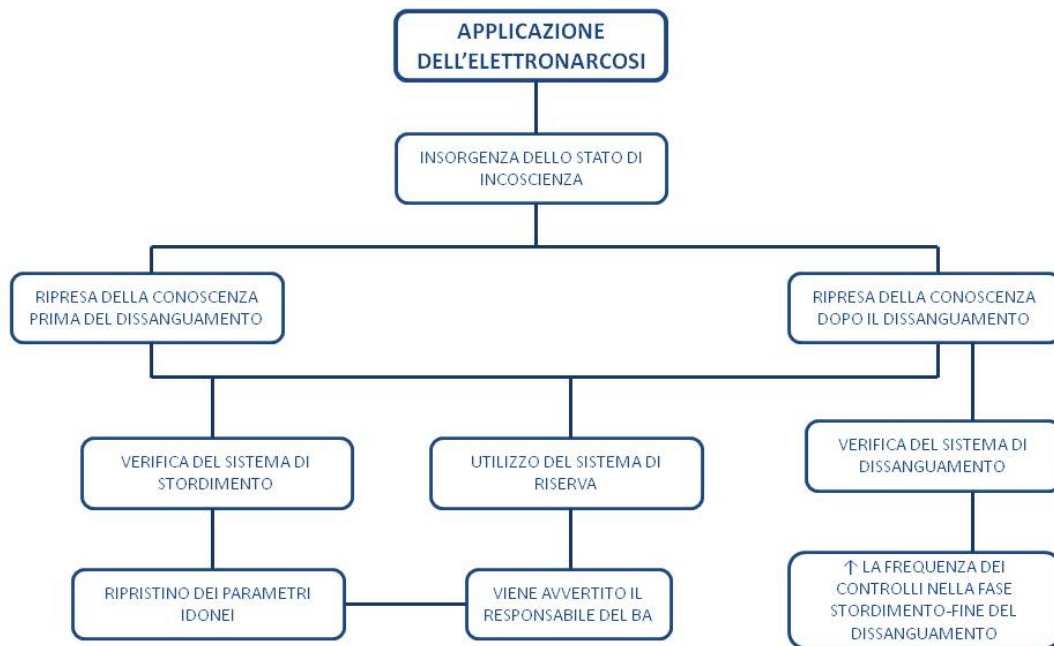 APPLICAZIONE
DELL'ELETTRONARCOSI
INSORGENZA DELLO STATO DI
INCOSCIENZA
RIPRESA DELLA CONOSCENZA
PRIMA DEL DISSANGUAMENTO
RIPRESA DELLA CONOSCENZA
DOPO IL DISSANGUAMENTO
VERIFICA DEL SISTEMA DI
STORDIMENTO
UTILIZZO DEL SISTEMA DI
RISERVA
VERIFICA DEL SISTEMA DI
DISSANGUAMENTO
RIPRISTINO DEI PARAMETRI
IDONEI
VIENE AVVERTITO IL
RESPONSABILE DEL BA
↑ LA FREQUENZA DEI
CONTROLLI NELLA FASE
STORDIMENTO-FINE DEL
DISSANGUAMENTO